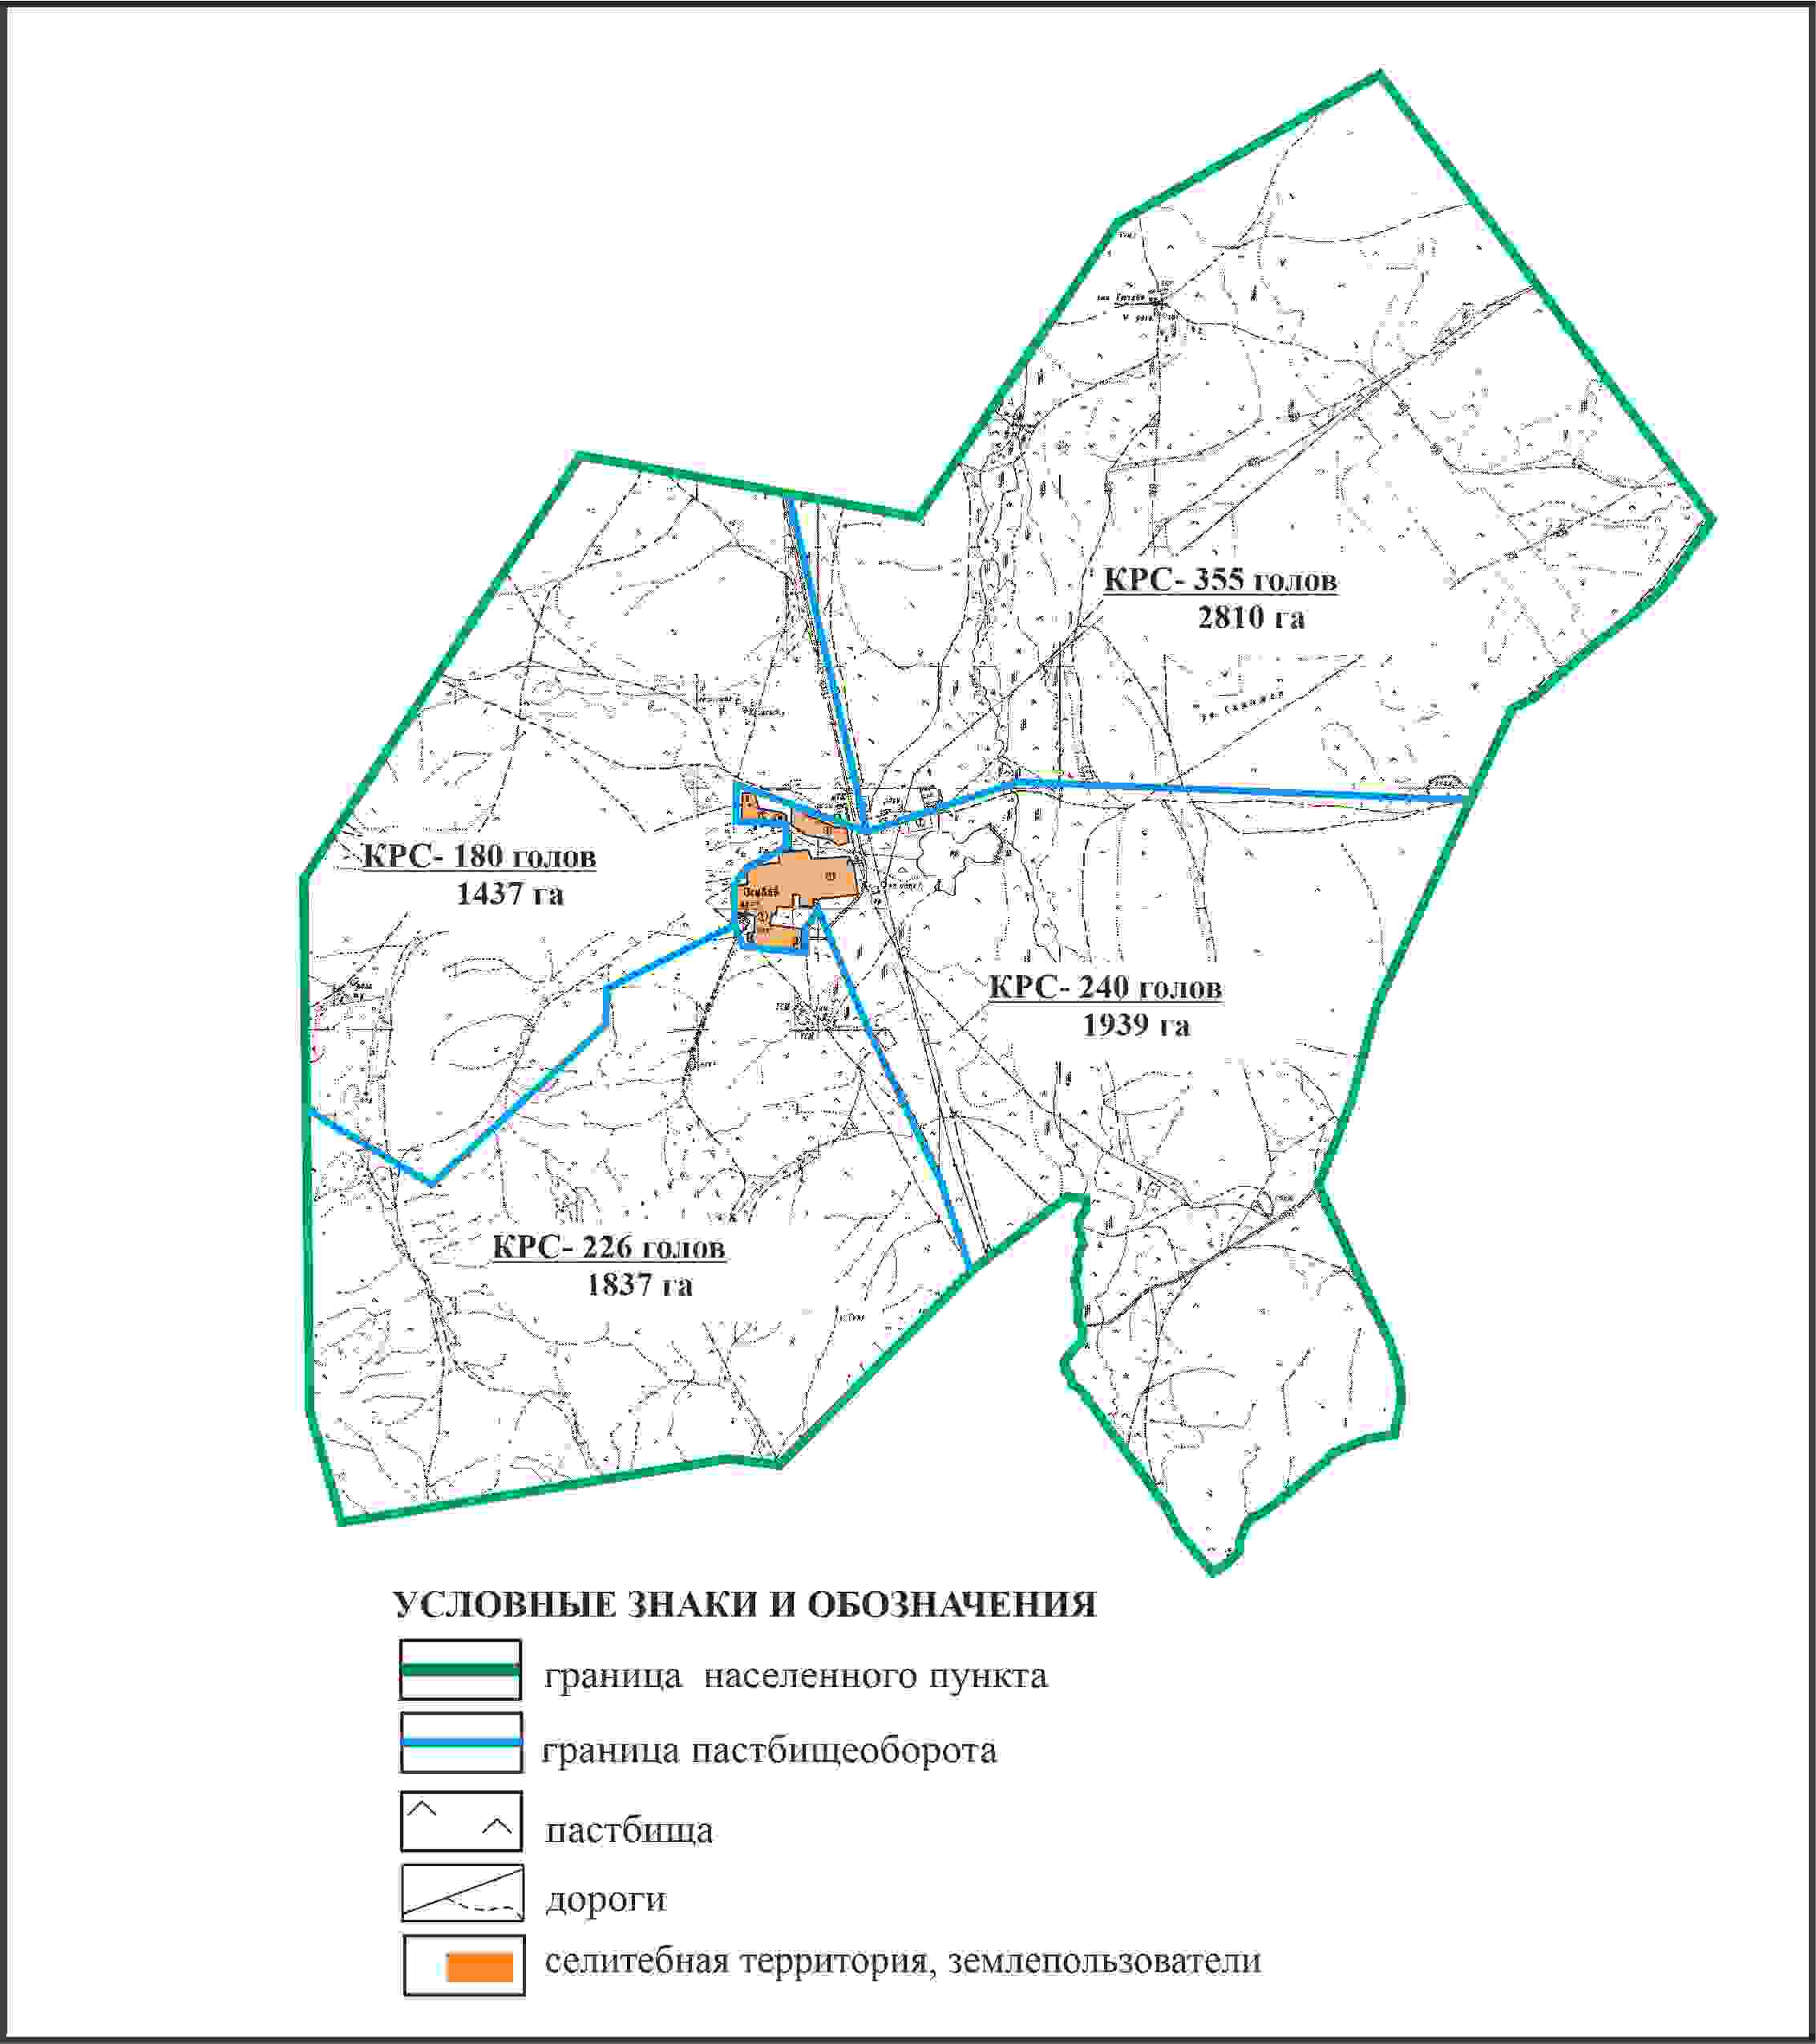 КРС- 355 голов
2810 га
КРС- 180 голов
1437 га
КРС- 240 голов
1939 га
КРС- 226 голов
1837 га
УСЛОВНЫЕ ЗНАКИ И ОБОЗНАЧЕНИЯ
граница населенного пункта
граница пастбищеоборота
пастбища
дороги
селитебная территория, землепользователи